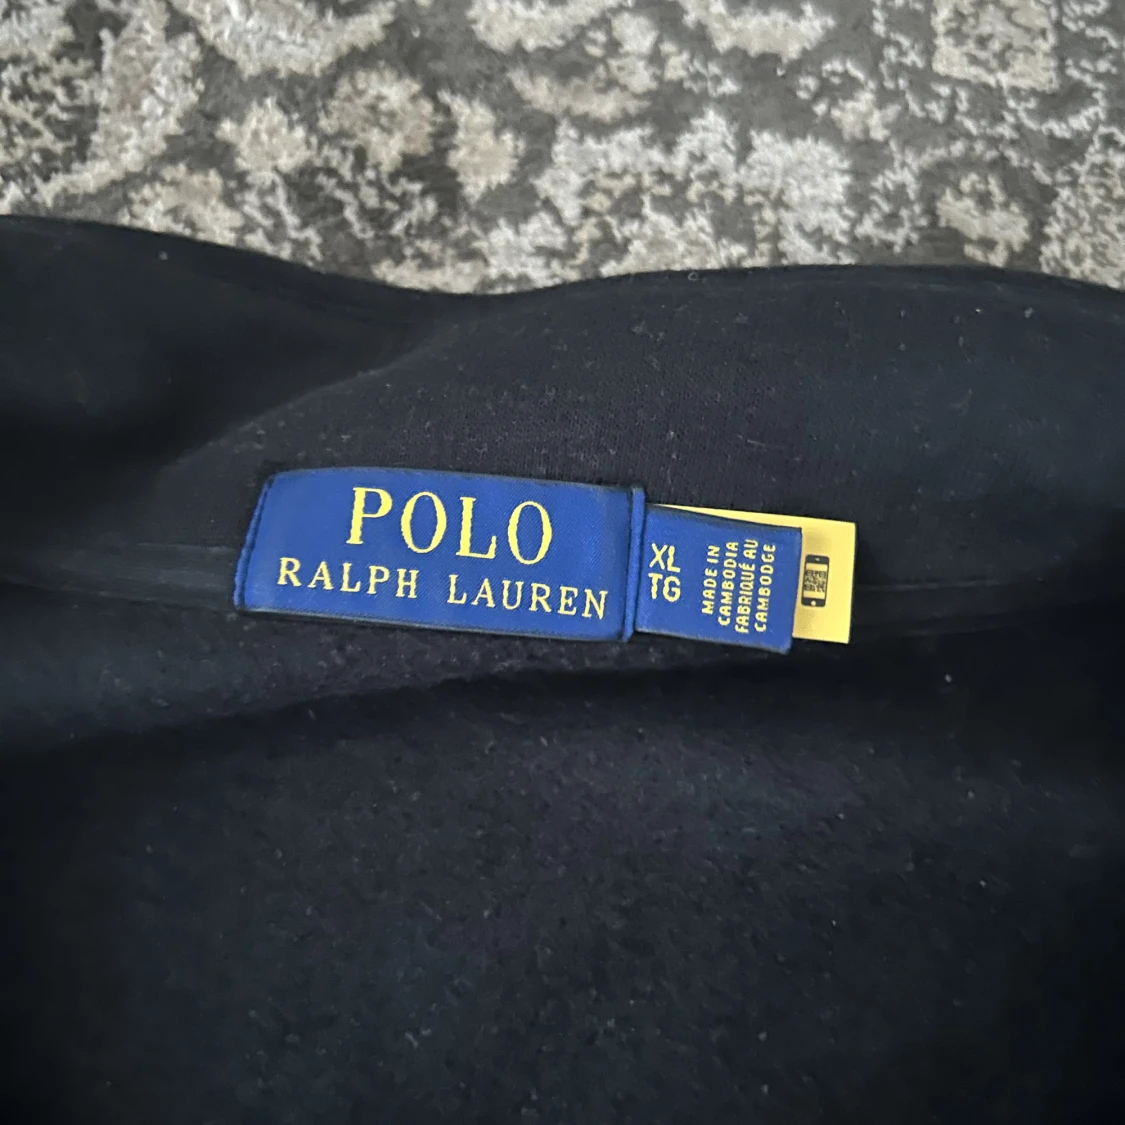 POLO
RALPH LAUREN
XL
TG
MADE IN
CAMBODIA
FABRIQUÉ AU
CAMBODGE